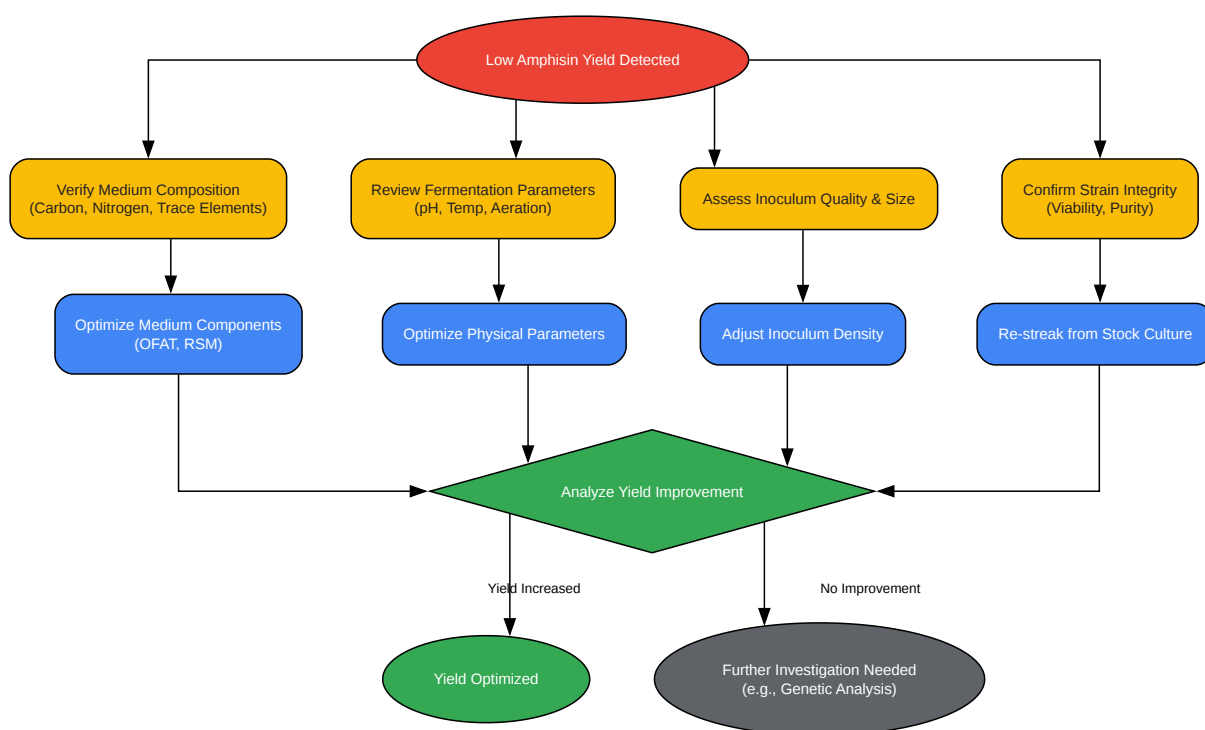 Low Amphisin Yield Detected
Verify Medium Composition
(Carbon, Nitrogen, Trace Elements)
Review Fermentation Parameters
(pH, Temp, Aeration)
Assess Inoculum Quality & Size
Confirm Strain Integrity
(Viability, Purity)
Optimize Medium Components
(OFAT, RSM)
Optimize Physical Parameters
Adjust Inoculum Density
Re-streak from Stock Culture
Analyze Yield Improvement
Yield Increased
No Improvement
Yield Optimized
Further Investigation Needed
(e.g., Genetic Analysis)